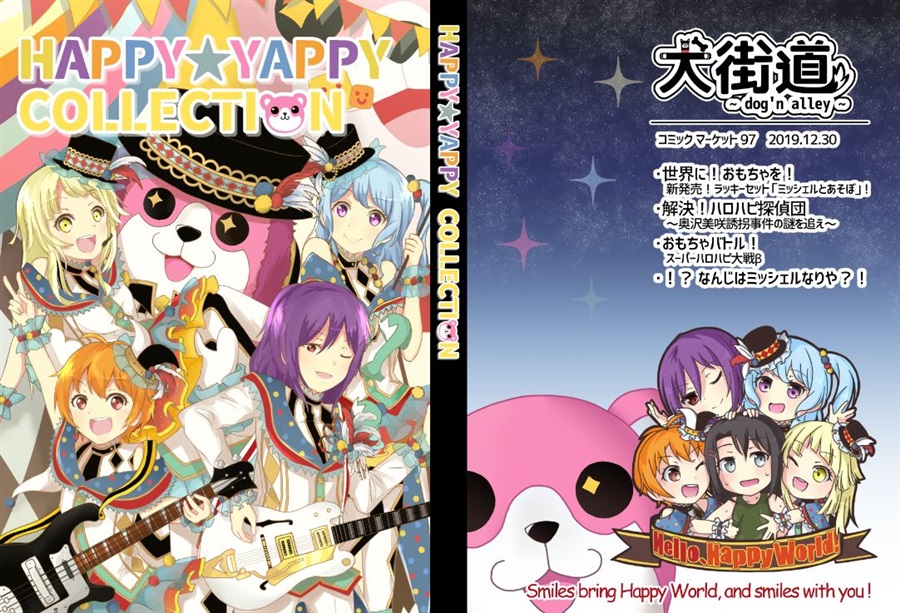 HAPPY☆YAPPY
COLLECTION
HAPPY☆YAPPY COLLECTION
犬街道
~dog'n'alley~
コミックマーケット97 2019.12.30
・世界に!おもちゃを!
新発売!ラッキーセット「ミッシェルとあそぼ」!
・解決!ハロハピ探偵団
~奥沢美咲誘拐事件の謎を追え~
・おもちゃバトル!
スーパーハロハピ大戦β
・!?なんじはミッシェルなりや?!
Hello, Happy World!
Smiles bring Happy World, and smiles with you!